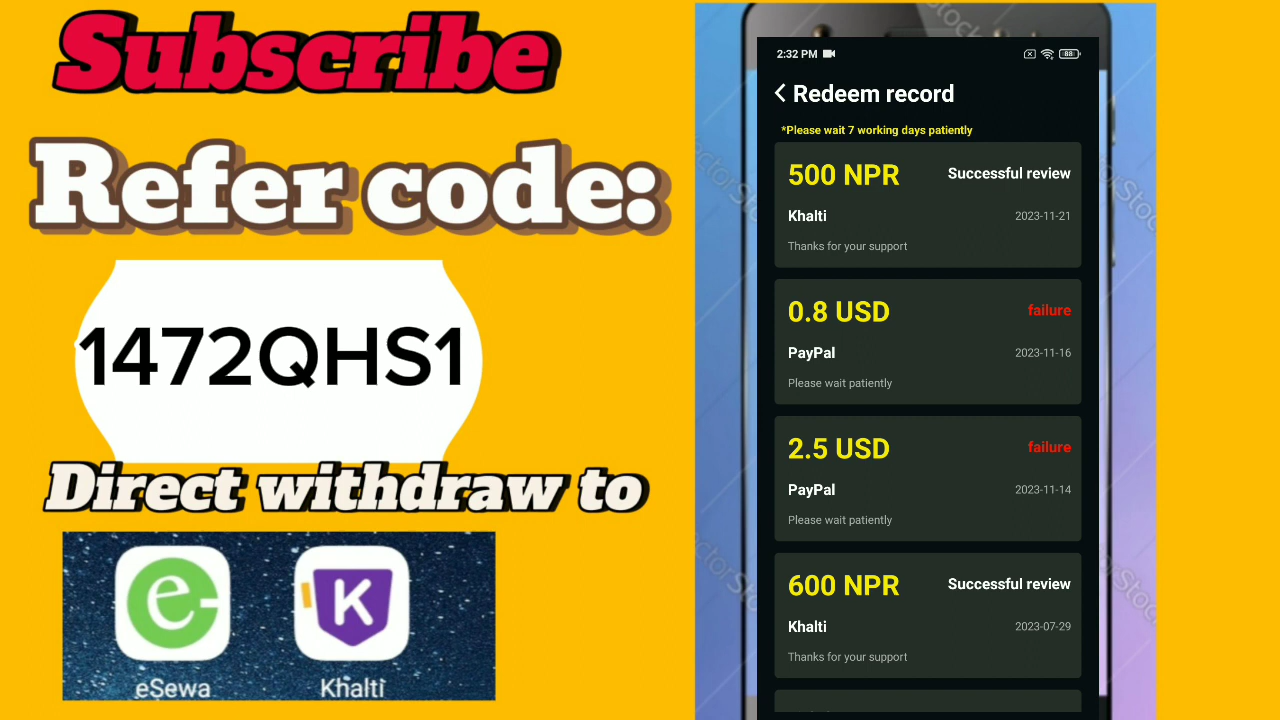 Subscribe
Refer code:
1472QHS1
Direct withdraw to
eSewa
Khalti
2:32 PM
88
Redeem record
*Please wait 7 working days patiently
500 NPR
Successful review
Khalti
2023-11-21
Thanks for your support
0.8 USD
failure
PayPal
2023-11-16
Please wait patiently
2.5 USD
failure
PayPal
2023-11-14
Please wait patiently
600 NPR
Successful review
Khalti
2023-07-29
Thanks for your support